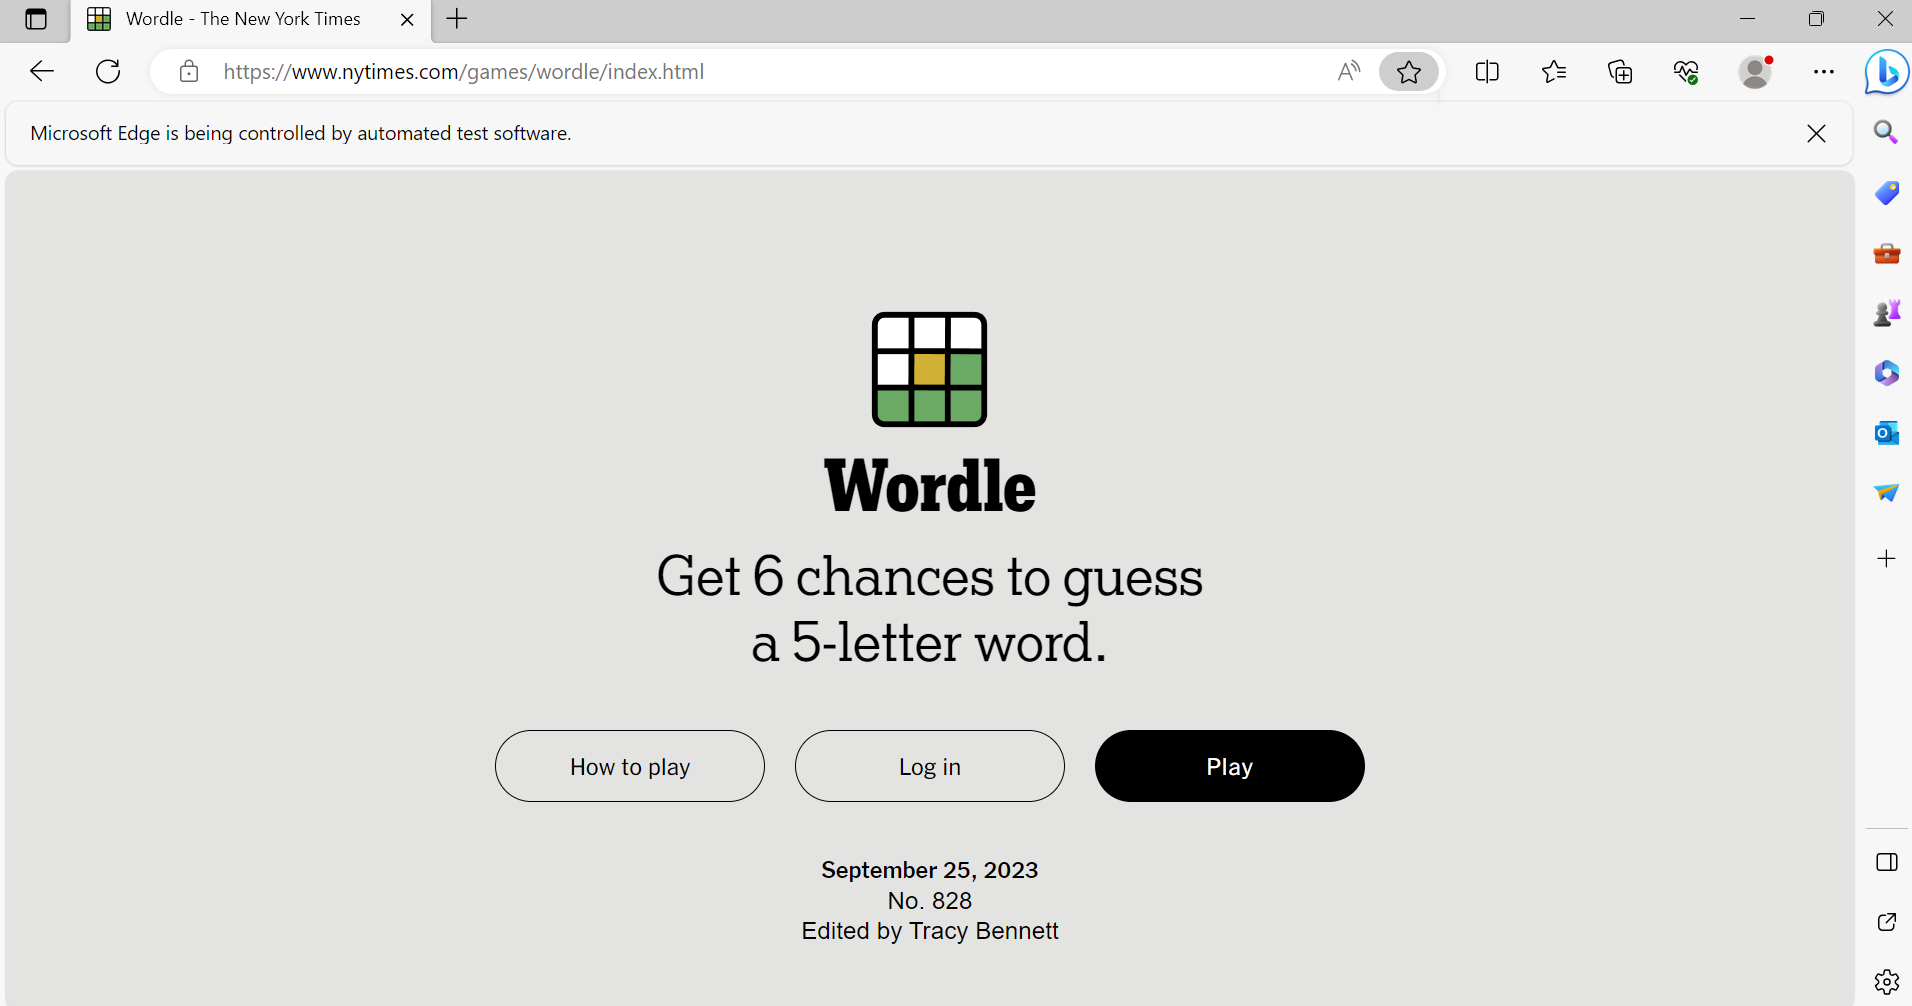 Wordle - The New York Times
https://www.nytimes.com/games/wordle/index.html
Microsoft Edge is being controlled by automated test software.
Wordle
Get 6 chances to guess
a 5-letter word.
How to play
Log in
Play
September 25, 2023
No. 828
Edited by Tracy Bennett